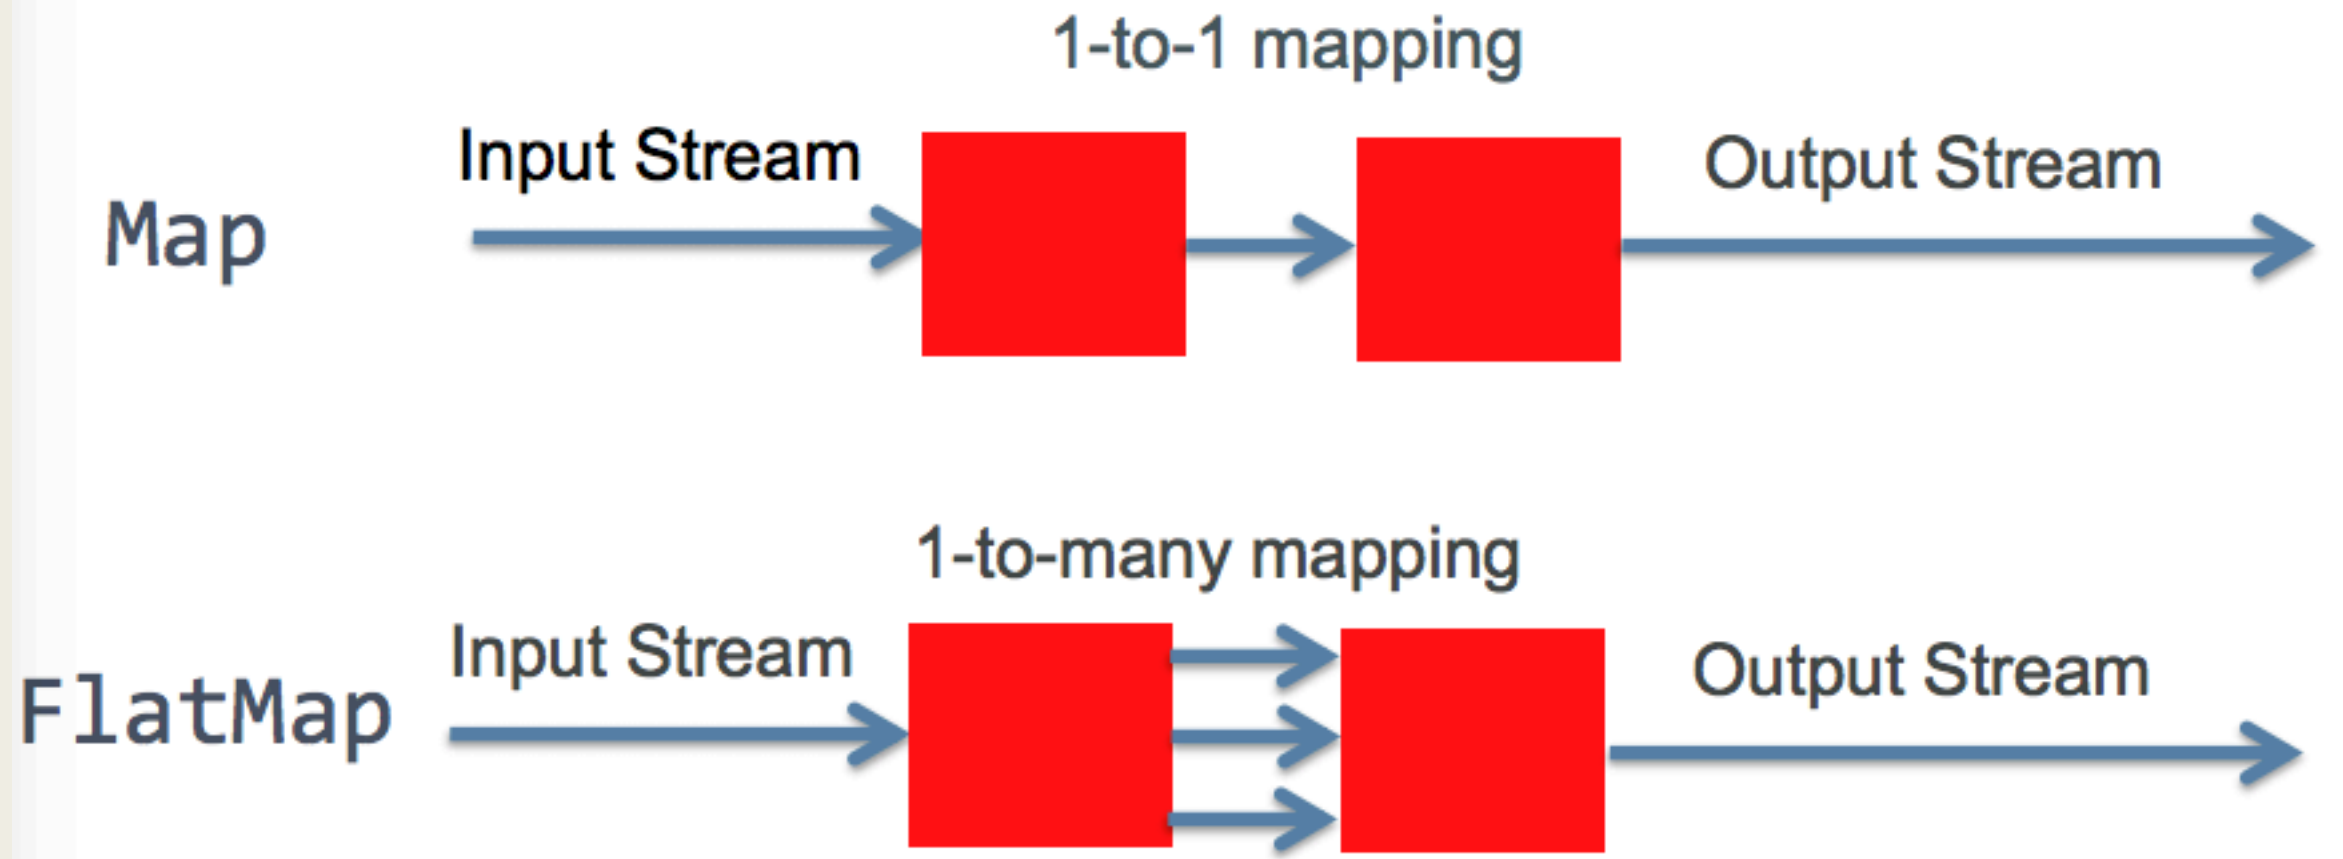 1-to-1 mapping
Input Stream
Output Stream
Map
1-to-many mapping
Input Stream
Output Stream
FlatMap